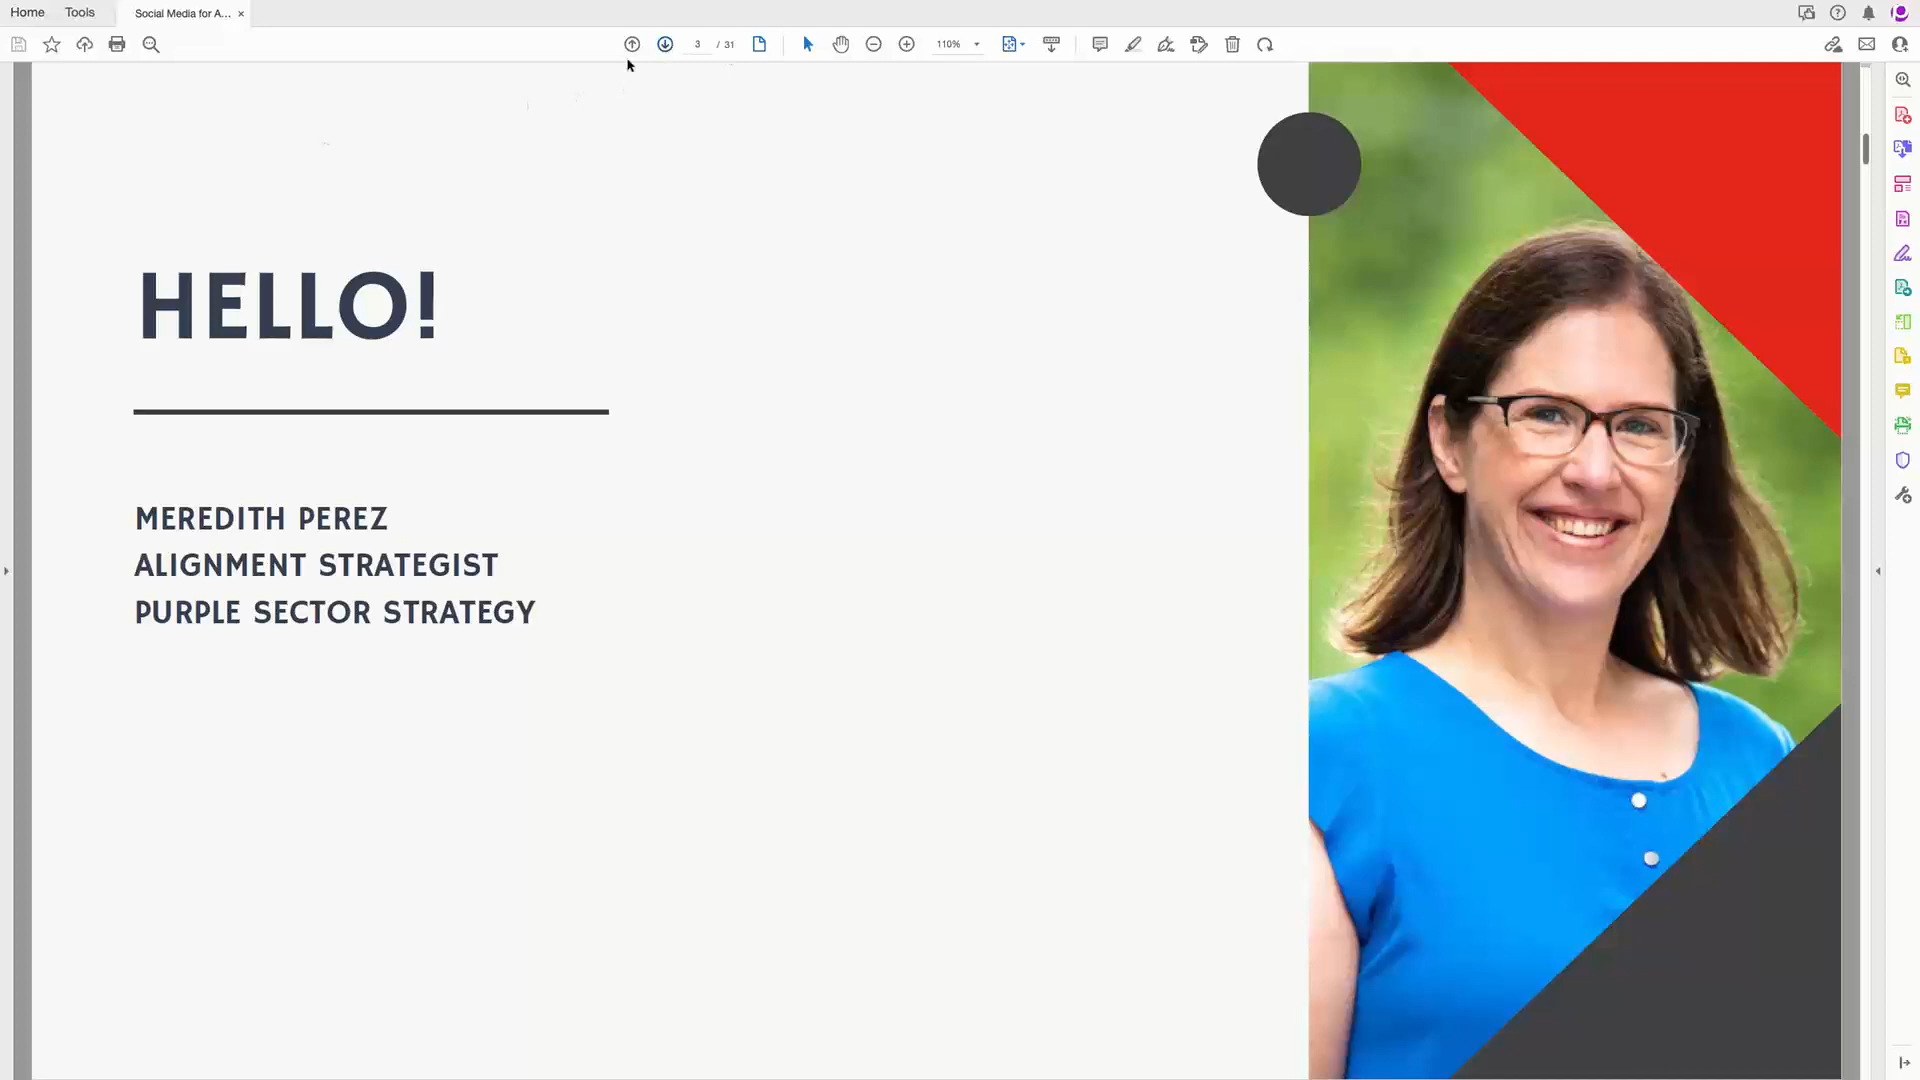 Home Tools Social Media for A... ×
3 / 31 110%
HELLO!
MEREDITH PEREZ
ALIGNMENT STRATEGIST
PURPLE SECTOR STRATEGY